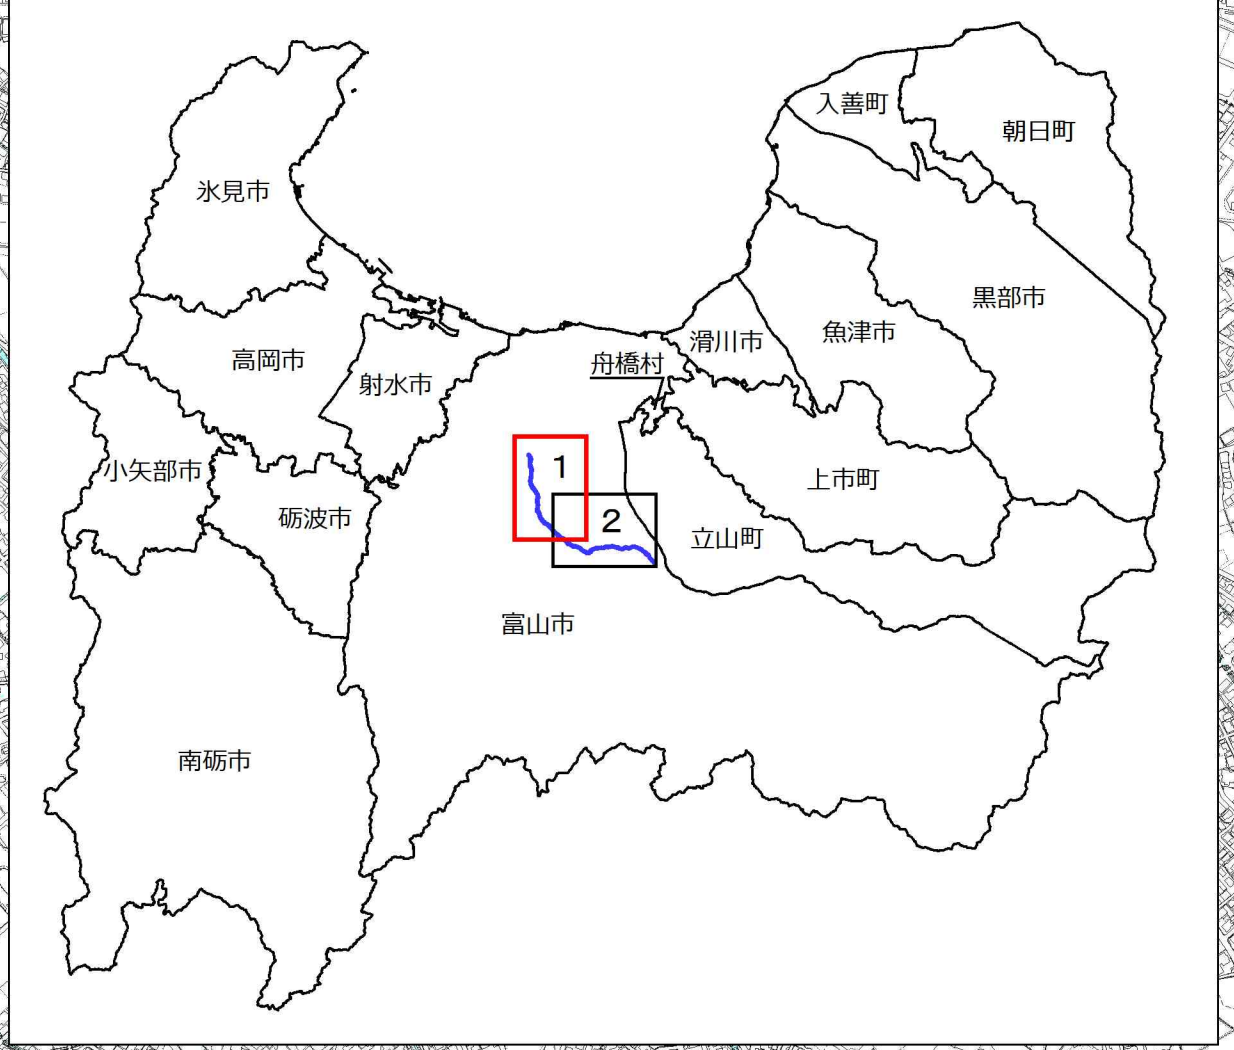 入善町
朝日町
氷見市
黒部市
魚津市
滑川市
高岡市
舟橋村
射水市
小矢部市
1
上市町
砺波市
2
立山町
富山市
南砺市